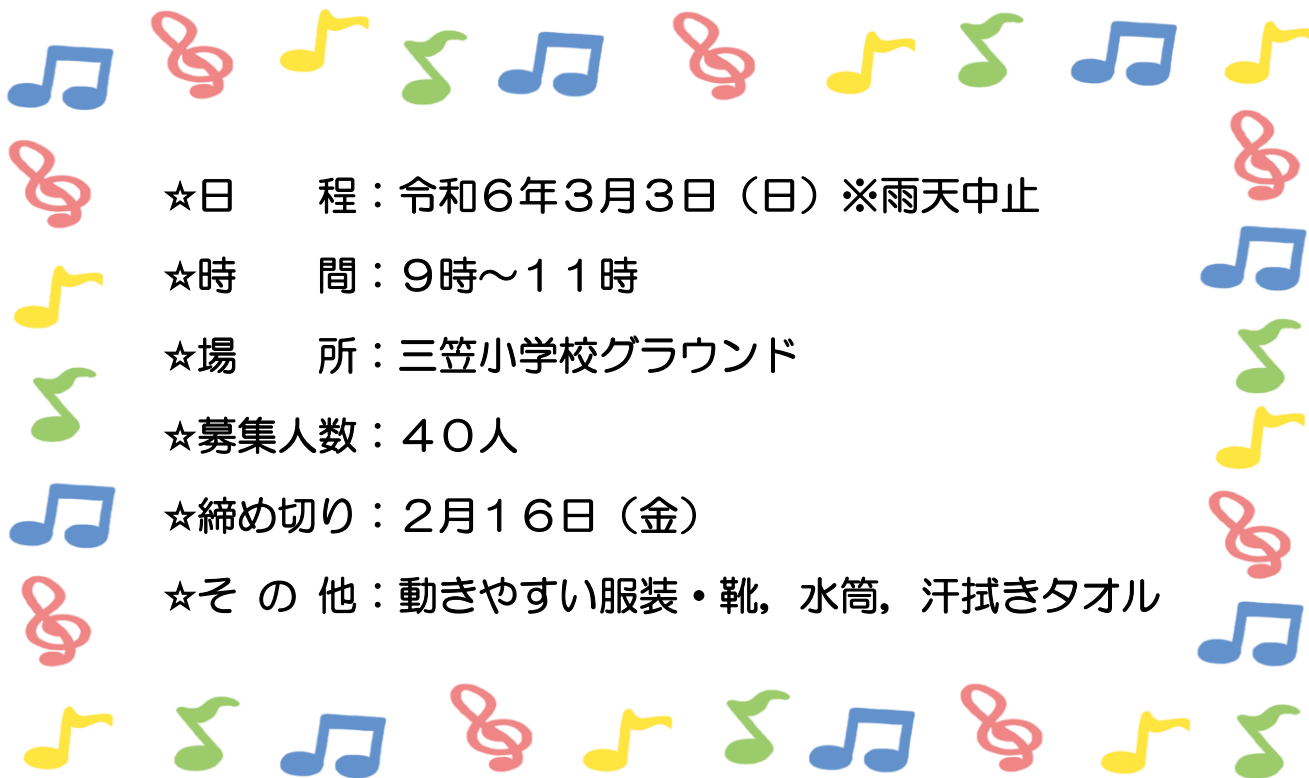 ☆日　　程：令和６年３月３日（日）※雨天中止
☆時　　間：９時～１１時
☆場　　所：三笠小学校グラウンド
☆募集人数：４０人
☆締め切り：２月１６日（金）
☆そ の 他：動きやすい服装・靴，水筒，汗拭きタオル